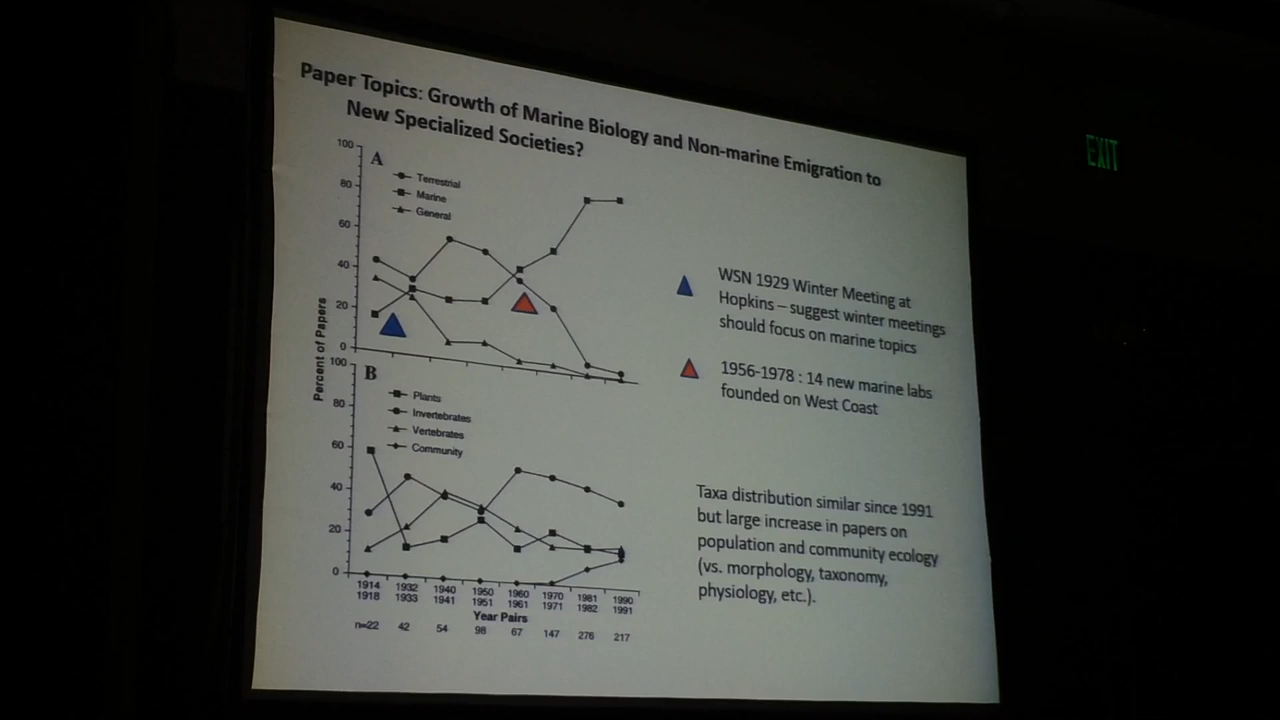 Paper Topics: Growth of Marine Biology and Non-marine Emigration to
New Specialized Societies?
EXIT
100
80
60
40
20
0
A
Terrestrial
Marine
General
Percent of Papers
100
80
60
40
20
0
B
Plants
Invertebrates
Vertebrates
Community
1914 1932 1940 1950 1960 1970 1981 1990
1918 1933 1941 1951 1961 1971 1982 1991
Year Pairs
n=22 42 54 98 67 147 276 217
WSN 1929 Winter Meeting at
Hopkins – suggest winter meetings
should focus on marine topics
1956-1978 : 14 new marine labs
founded on West Coast
Taxa distribution similar since 1991
but large increase in papers on
population and community ecology
(vs. morphology, taxonomy,
physiology, etc.).